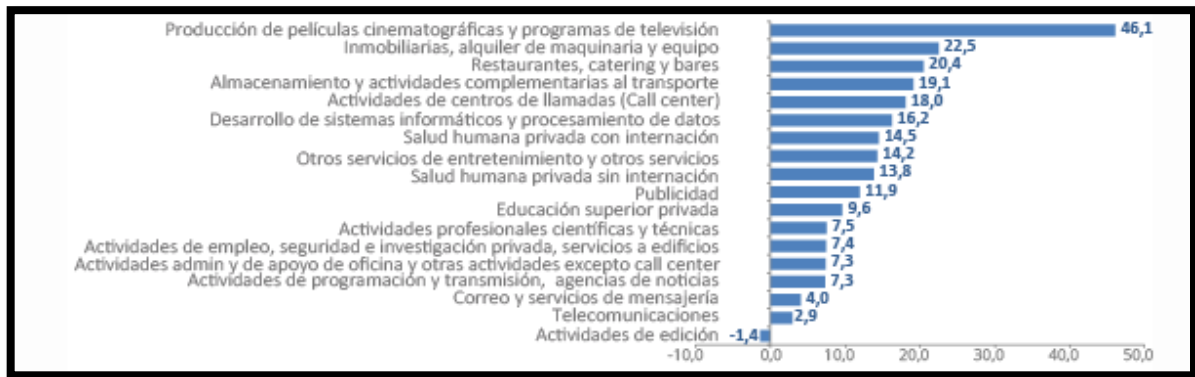 Producción de películas cinematográficas y programas de televisión 46,1
Inmobiliarias, alquiler de maquinaria y equipo 22,5
Restaurantes, catering y bares 20,4
Almacenamiento y actividades complementarias al transporte 19,1
Actividades de centros de llamadas (Call center) 18,0
Desarrollo de sistemas informáticos y procesamiento de datos 16,2
Salud humana privada con internación 14,5
Otros servicios de entretenimiento y otros servicios 14,2
Salud humana privada sin internación 13,8
Publicidad 11,9
Educación superior privada 9,6
Actividades profesionales científicas y técnicas 7,5
Actividades de empleo, seguridad e investigación privada, servicios a edificios 7,4
Actividades admin y de apoyo de oficina y otras actividades excepto call center 7,3
Actividades de programación y transmisión, agencias de noticias 7,3
Correo y servicios de mensajería 4,0
Telecomunicaciones 2,9
Actividades de edición -1,4
-10,0 0,0 10,0 20,0 30,0 40,0 50,0